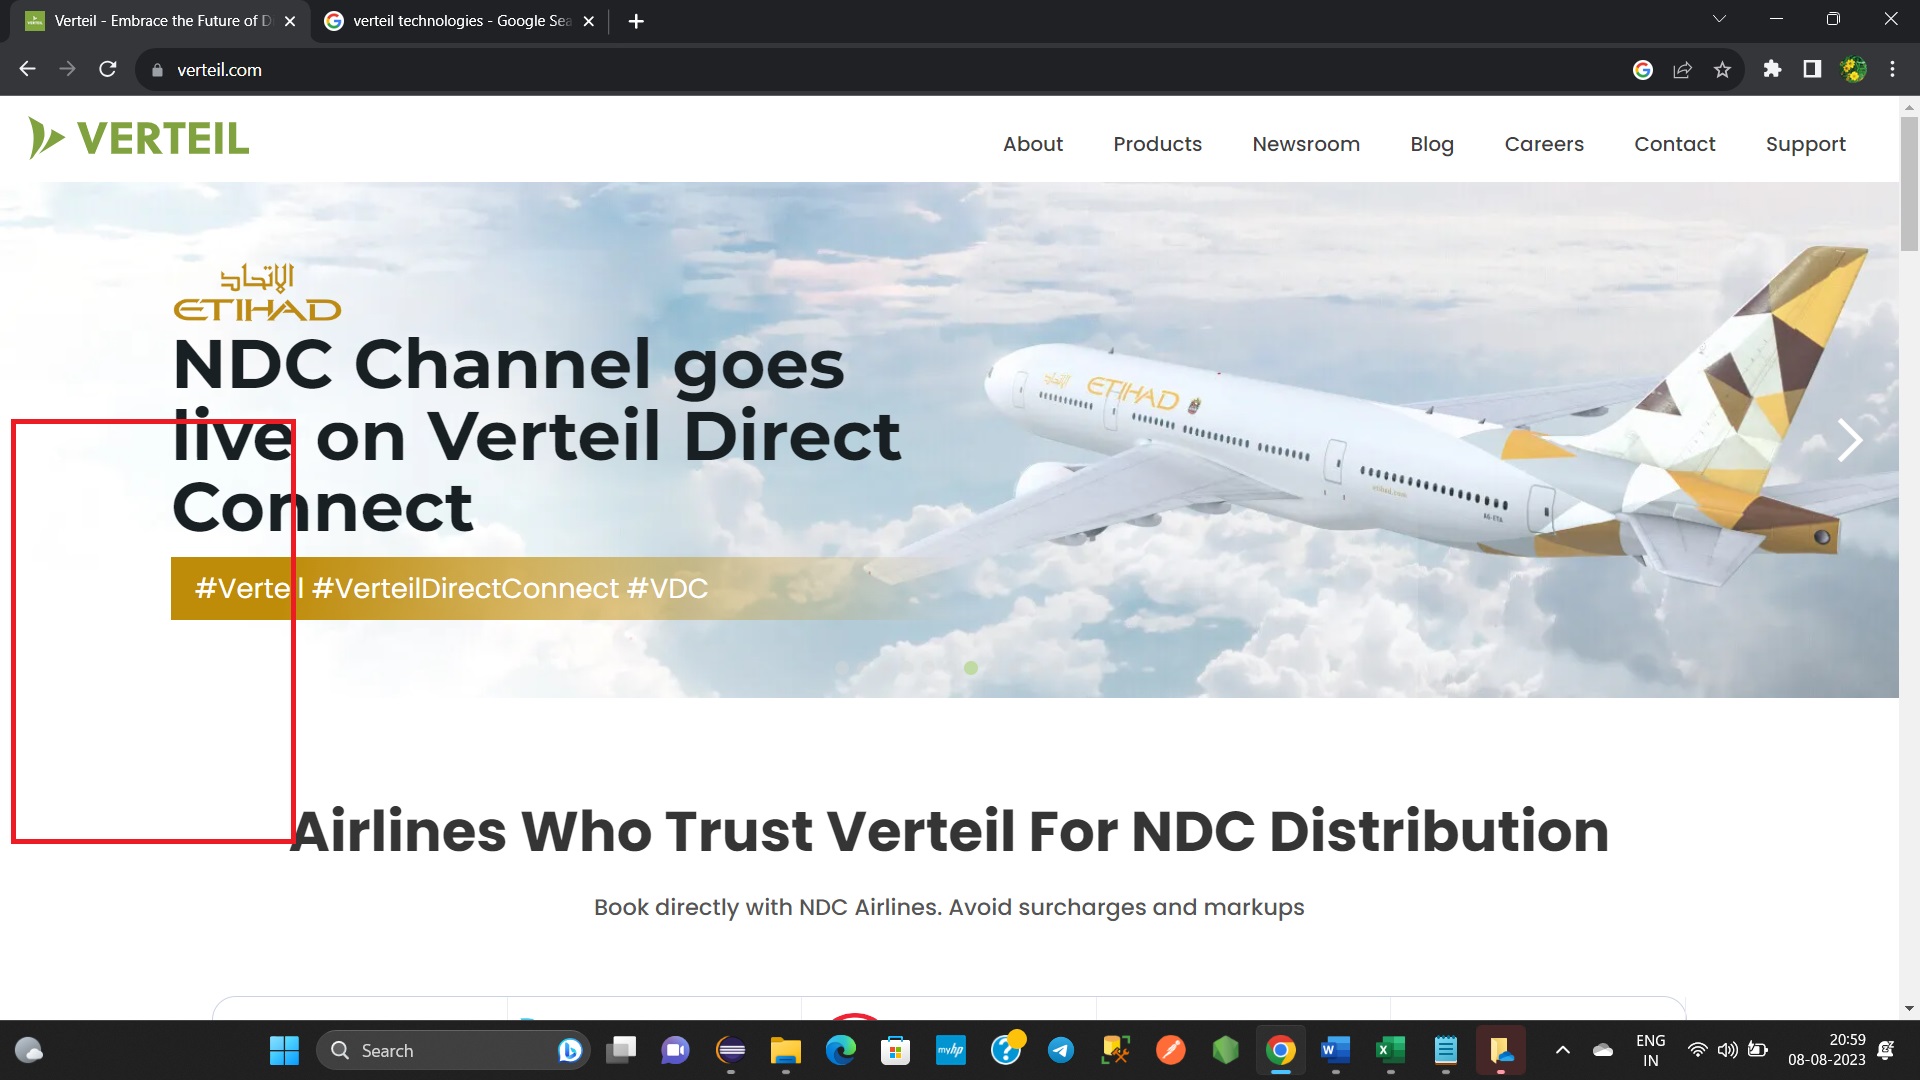 Verteil - Embrace the Future of D
verteil technologies - Google Sea
verteil.com
VERTEIL
About
Products
Newsroom
Blog
Careers
Contact
Support
الإتحاد
ETIHAD
NDC Channel goes
live on Verteil Direct
Connect
#Verteil #VerteilDirectConnect #VDC
ETIHAD
Airlines Who Trust Verteil For NDC Distribution
Book directly with NDC Airlines. Avoid surcharges and markups
Search
myhp
ENG
IN
20:59
08-08-2023